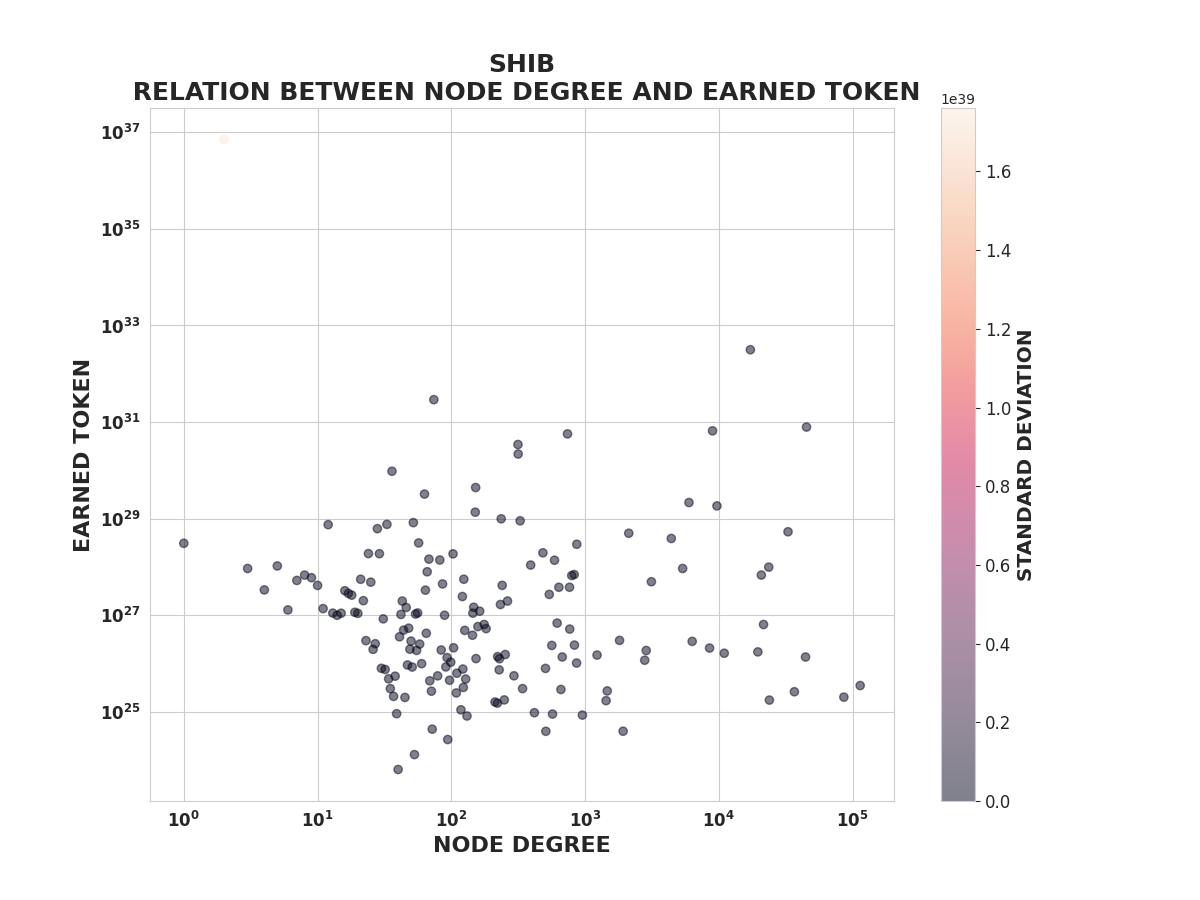 SHIB
RELATION BETWEEN NODE DEGREE AND EARNED TOKEN
1e39
10^37
10^35
10^33
10^31
10^29
10^27
10^25
EARNED TOKEN
10^0 10^1 10^2 10^3 10^4 10^5
NODE DEGREE
1.6
1.4
1.2
1.0
0.8
0.6
0.4
0.2
0.0
STANDARD DEVIATION